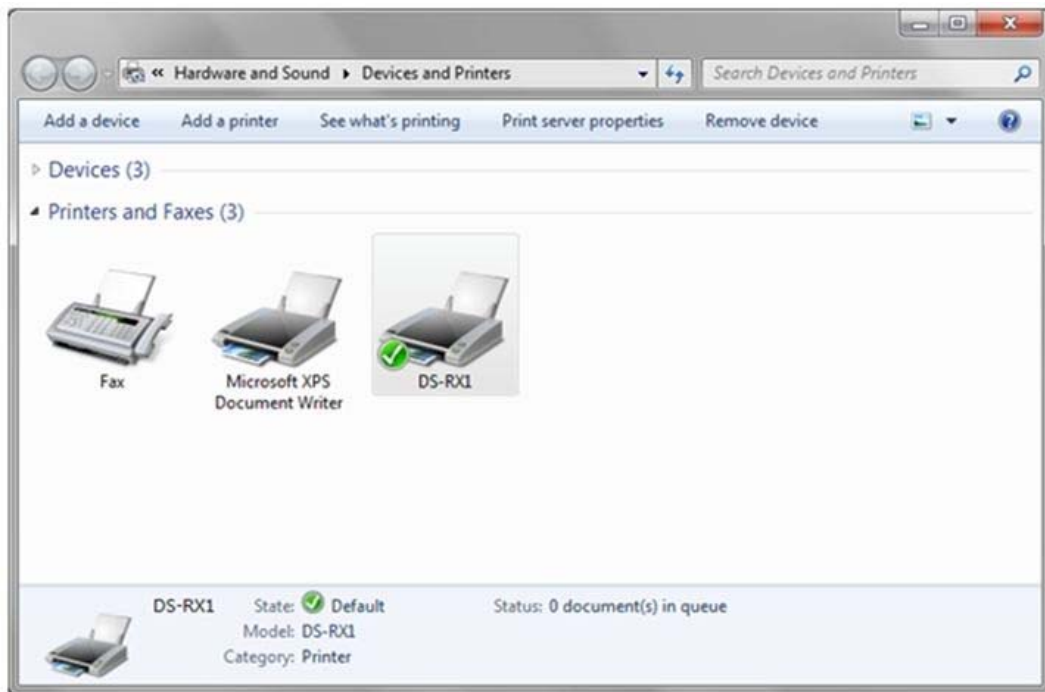 « Hardware and Sound ▸ Devices and Printers
Search Devices and Printers
Add a device Add a printer See what's printing Print server properties Remove device
Devices (3)
Printers and Faxes (3)
Fax
Microsoft XPS
Document Writer
DS-RX1
DS-RX1 State: Default Status: 0 document(s) in queue
Model: DS-RX1
Category: Printer